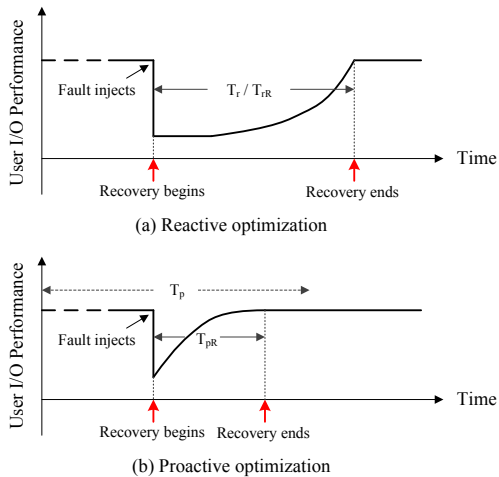 User I/O Performance
Fault injects
T_r / T_rR
Time
Recovery begins
Recovery ends
(a) Reactive optimization
User I/O Performance
T_p
Fault injects
T_pR
Time
Recovery begins
Recovery ends
(b) Proactive optimization